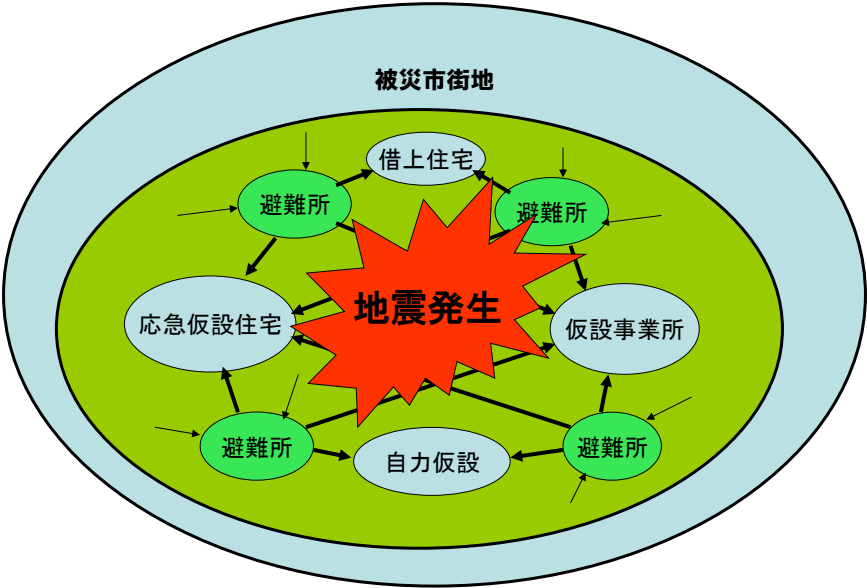 被災市街地
借上住宅
避難所
避難所
地震発生
応急仮設住宅
仮設事業所
避難所
自力仮設
避難所